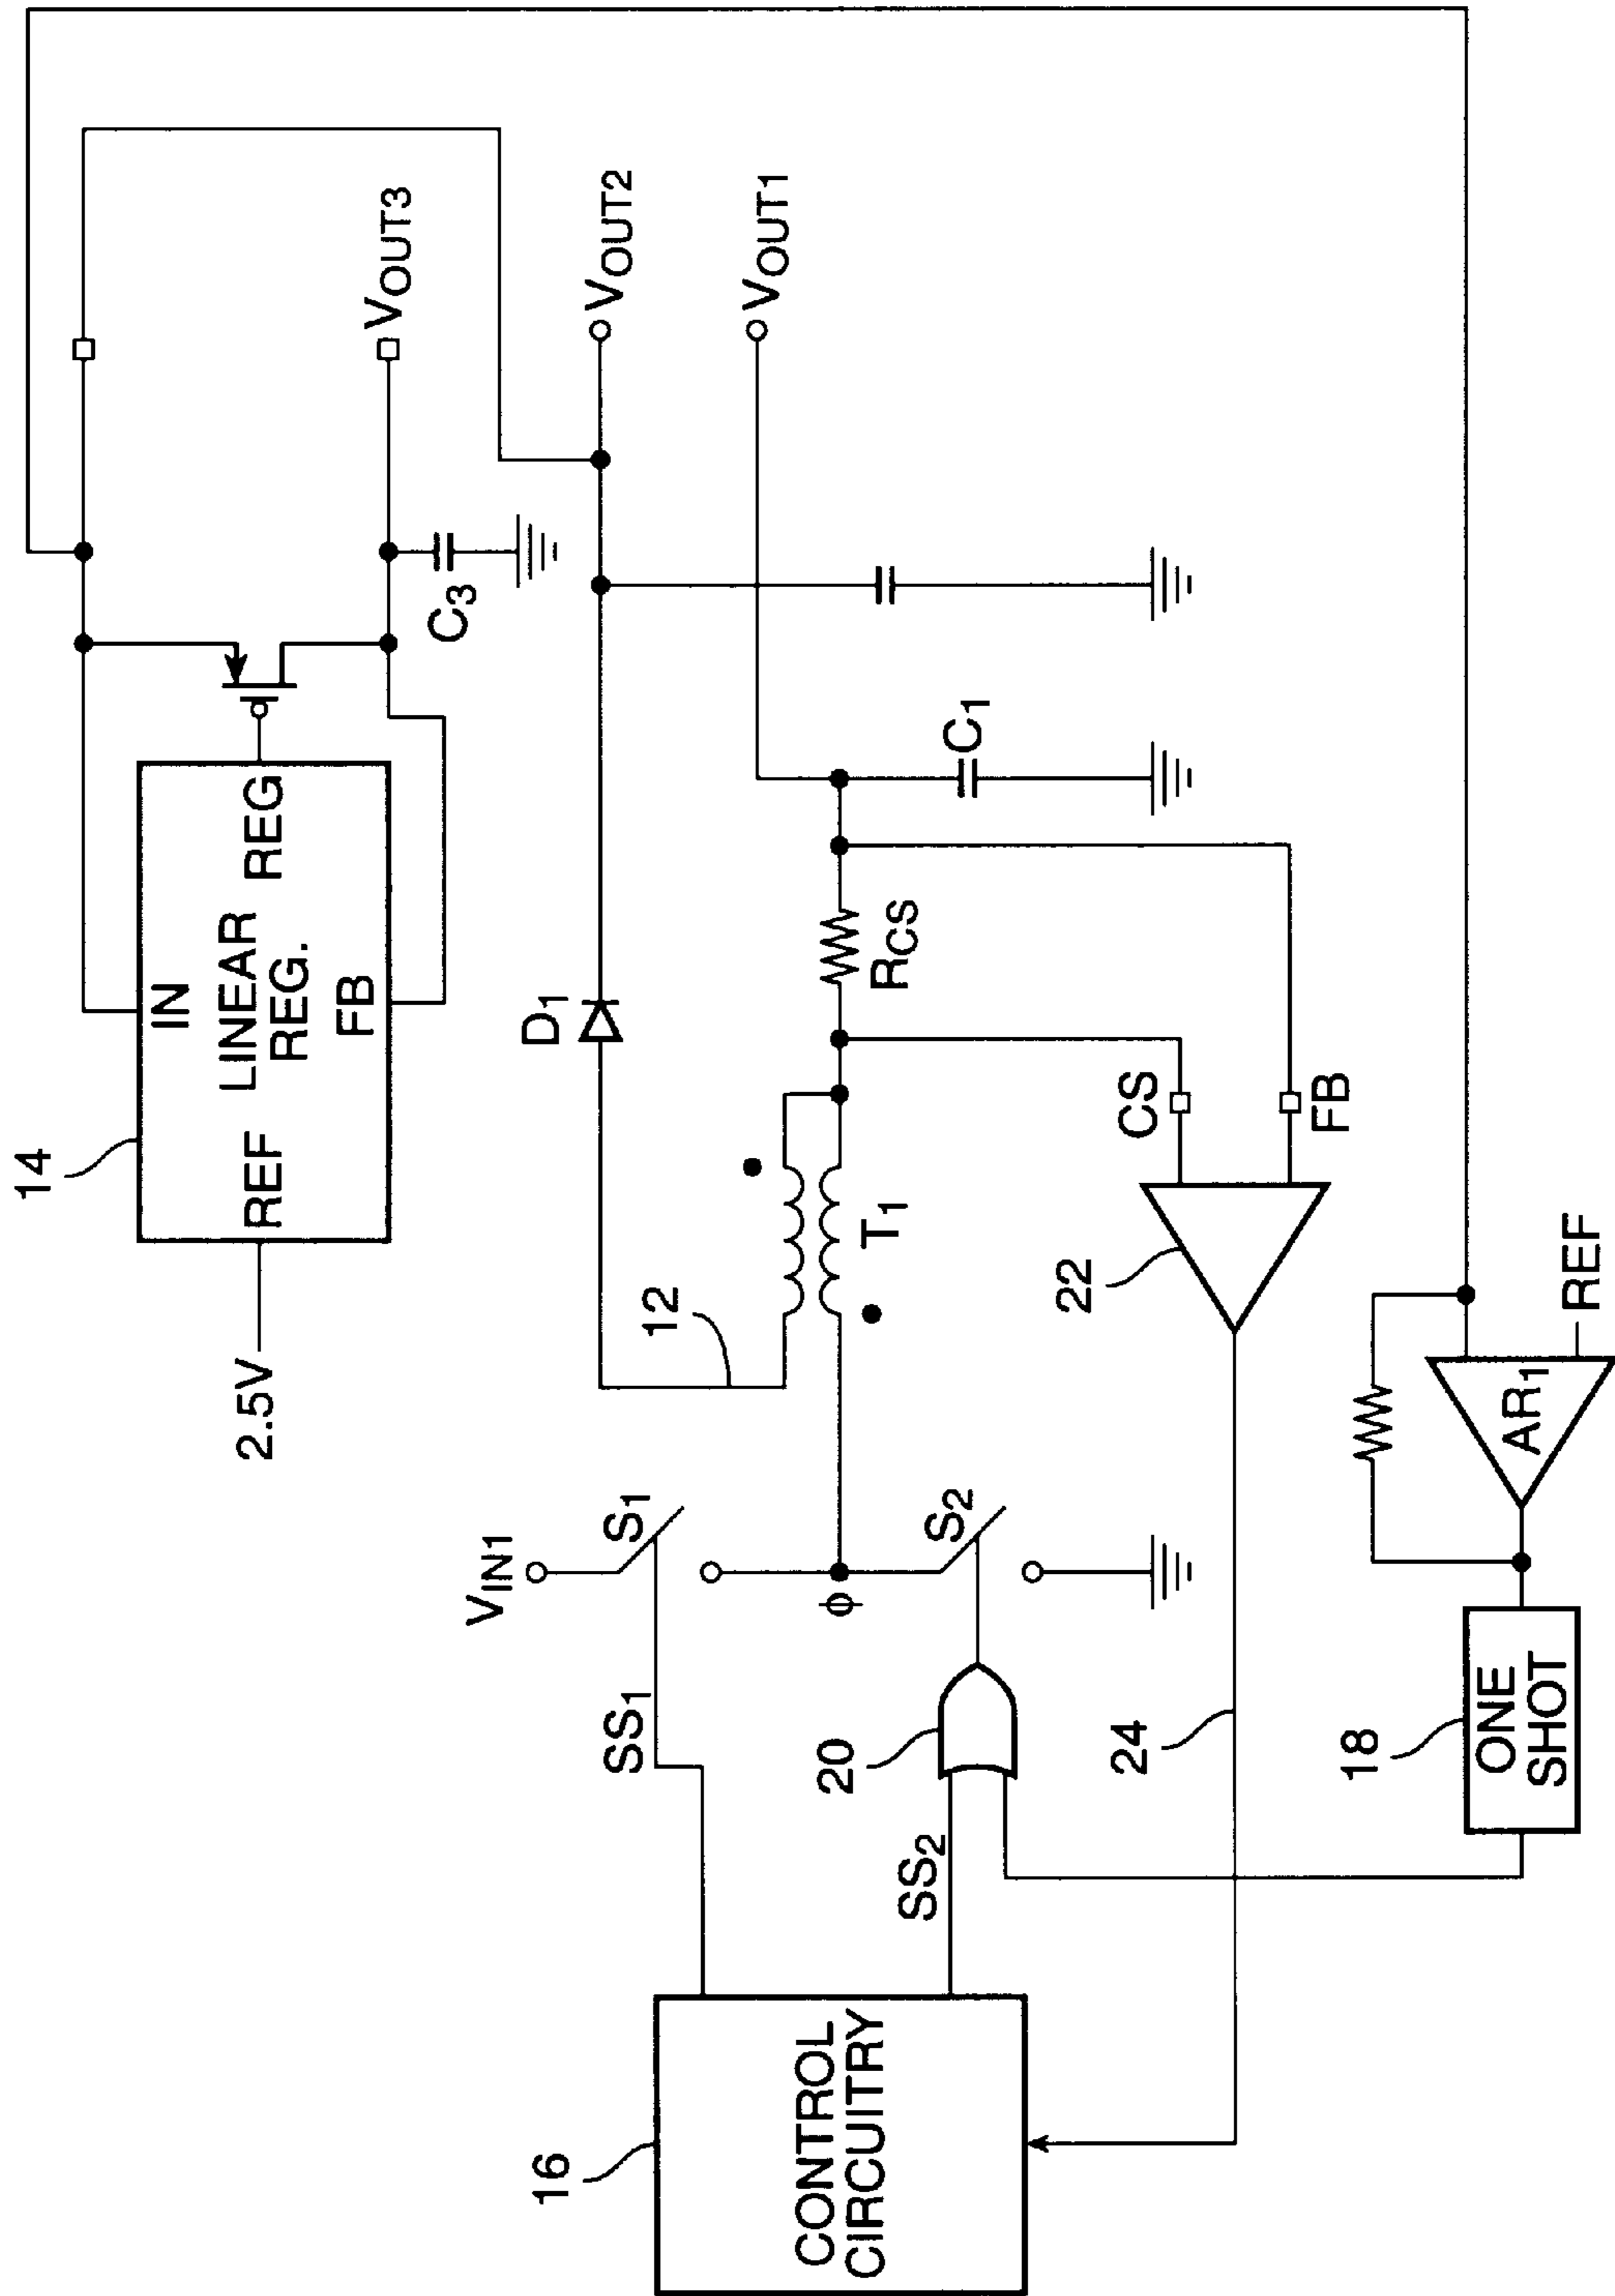 14
REF
IN
LINEAR
REG.
REG
FB
2.5V
VOUT3
C3
D1
VOUT2
VOUT1
12
T1
RCS
C1
VIN1
S1
SS1
ϕ
S2
CS
FB
22
16
CONTROL
CIRCUITRY
SS2
20
24
18
ONE
SHOT
AR1
REF